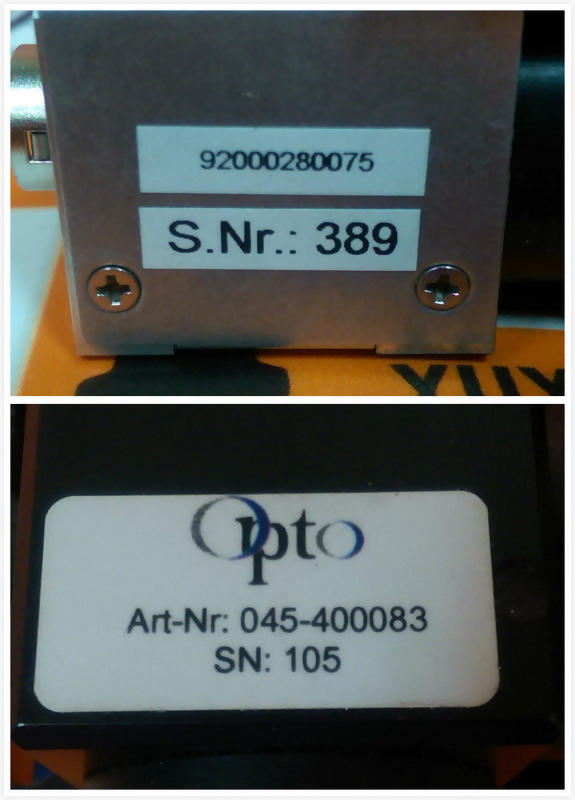 92000280075
S.Nr.: 389
Opto
Art-Nr: 045-400083
SN: 105